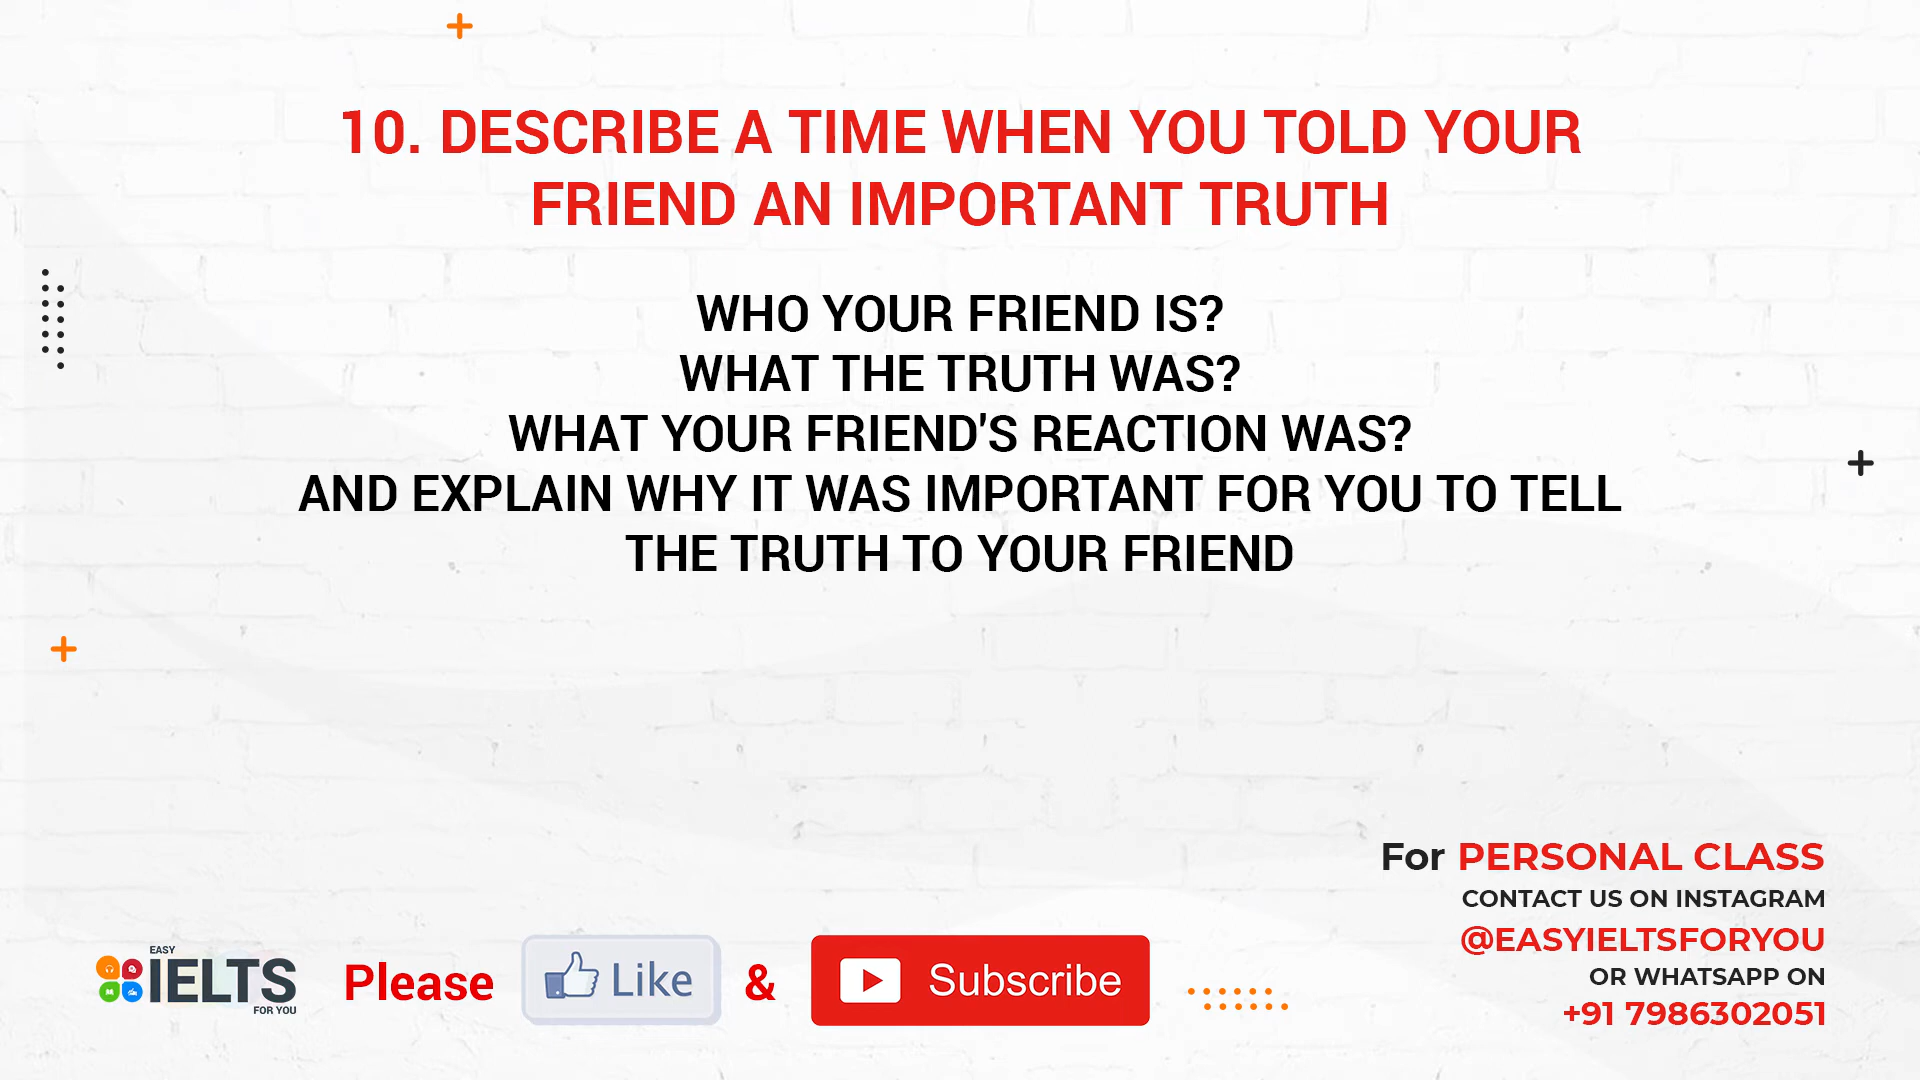 10. DESCRIBE A TIME WHEN YOU TOLD YOUR
FRIEND AN IMPORTANT TRUTH
WHO YOUR FRIEND IS?
WHAT THE TRUTH WAS?
WHAT YOUR FRIEND'S REACTION WAS?
AND EXPLAIN WHY IT WAS IMPORTANT FOR YOU TO TELL
THE TRUTH TO YOUR FRIEND
For PERSONAL CLASS
CONTACT US ON INSTAGRAM
@EASYIELTSFORYOU
OR WHATSAPP ON
+91 7986302051
EASY
IELTS
FOR YOU
Please Like & Subscribe